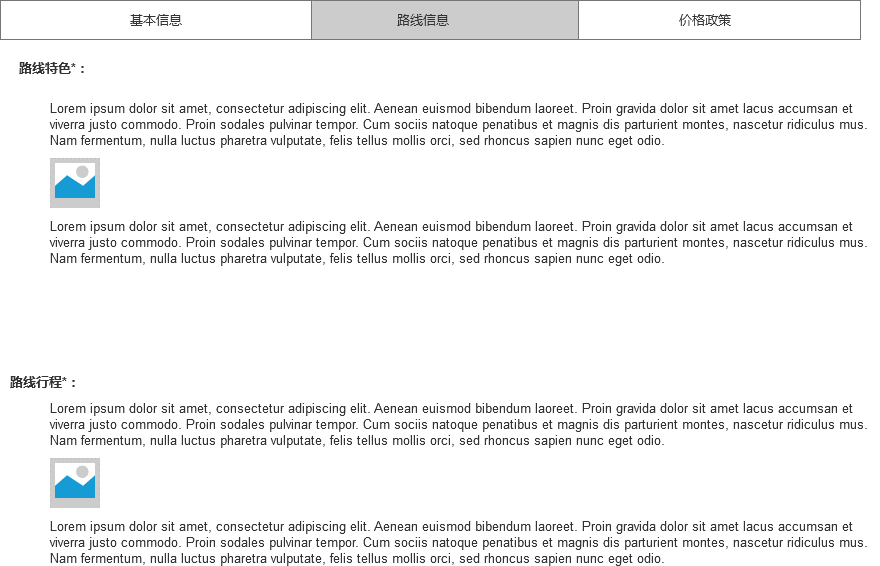 基本信息
路线信息
价格政策
路线特色*：
Lorem ipsum dolor sit amet, consectetur adipiscing elit. Aenean euismod bibendum laoreet. Proin gravida dolor sit amet lacus accumsan et
viverra justo commodo. Proin sodales pulvinar tempor. Cum sociis natoque penatibus et magnis dis parturient montes, nascetur ridiculus mus.
Nam fermentum, nulla luctus pharetra vulputate, felis tellus mollis orci, sed rhoncus sapien nunc eget odio.
Lorem ipsum dolor sit amet, consectetur adipiscing elit. Aenean euismod bibendum laoreet. Proin gravida dolor sit amet lacus accumsan et
viverra justo commodo. Proin sodales pulvinar tempor. Cum sociis natoque penatibus et magnis dis parturient montes, nascetur ridiculus mus.
Nam fermentum, nulla luctus pharetra vulputate, felis tellus mollis orci, sed rhoncus sapien nunc eget odio.
路线行程*：
Lorem ipsum dolor sit amet, consectetur adipiscing elit. Aenean euismod bibendum laoreet. Proin gravida dolor sit amet lacus accumsan et
viverra justo commodo. Proin sodales pulvinar tempor. Cum sociis natoque penatibus et magnis dis parturient montes, nascetur ridiculus mus.
Nam fermentum, nulla luctus pharetra vulputate, felis tellus mollis orci, sed rhoncus sapien nunc eget odio.
Lorem ipsum dolor sit amet, consectetur adipiscing elit. Aenean euismod bibendum laoreet. Proin gravida dolor sit amet lacus accumsan et
viverra justo commodo. Proin sodales pulvinar tempor. Cum sociis natoque penatibus et magnis dis parturient montes, nascetur ridiculus mus.
Nam fermentum, nulla luctus pharetra vulputate, felis tellus mollis orci, sed rhoncus sapien nunc eget odio.